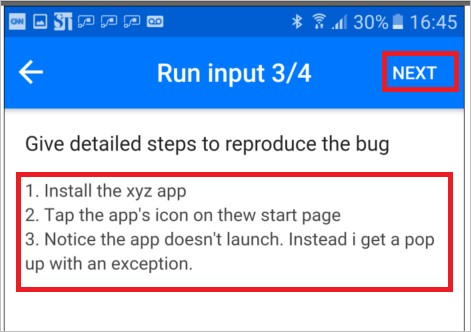 CNN ST 30% 16:45
Run input 3/4 NEXT
Give detailed steps to reproduce the bug
1. Install the xyz app
2. Tap the app's icon on thew start page
3. Notice the app doesn't launch. Instead i get a pop
up with an exception.